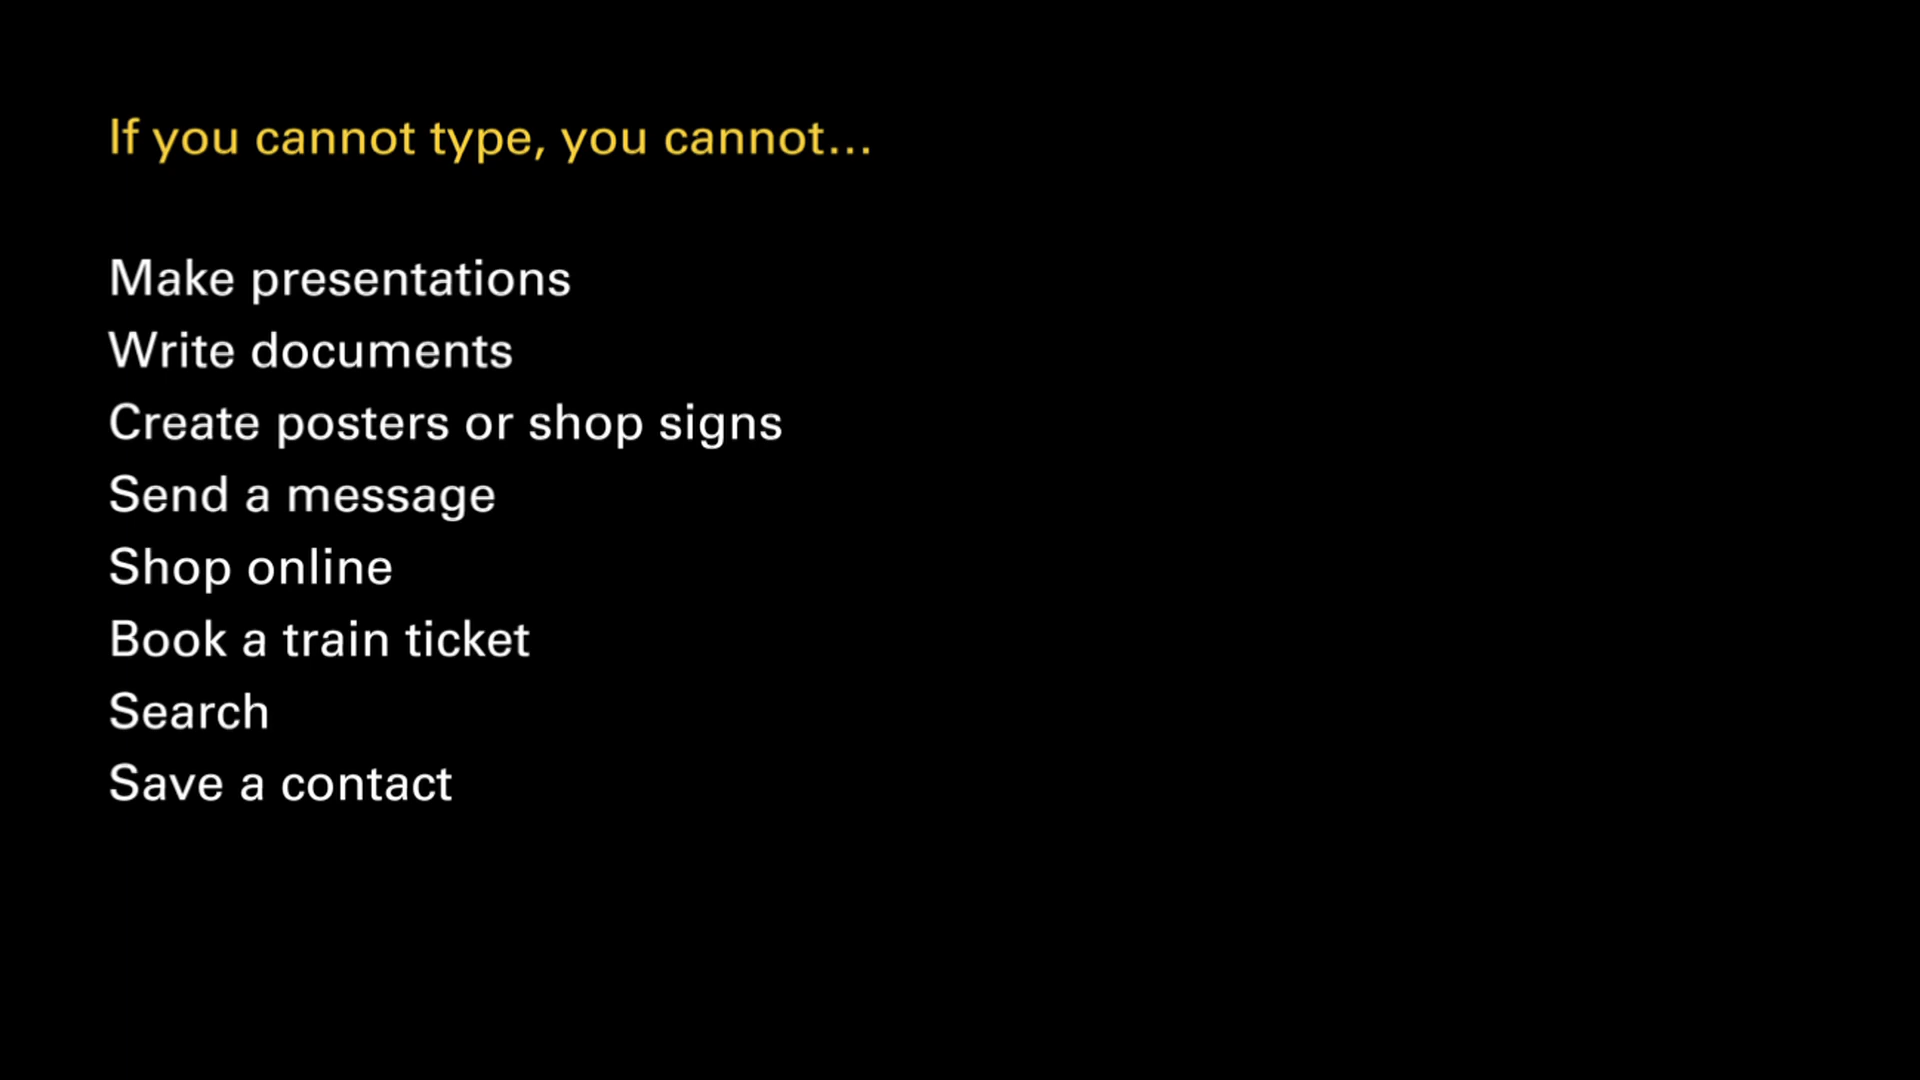 If you cannot type, you cannot...
Make presentations
Write documents
Create posters or shop signs
Send a message
Shop online
Book a train ticket
Search
Save a contact